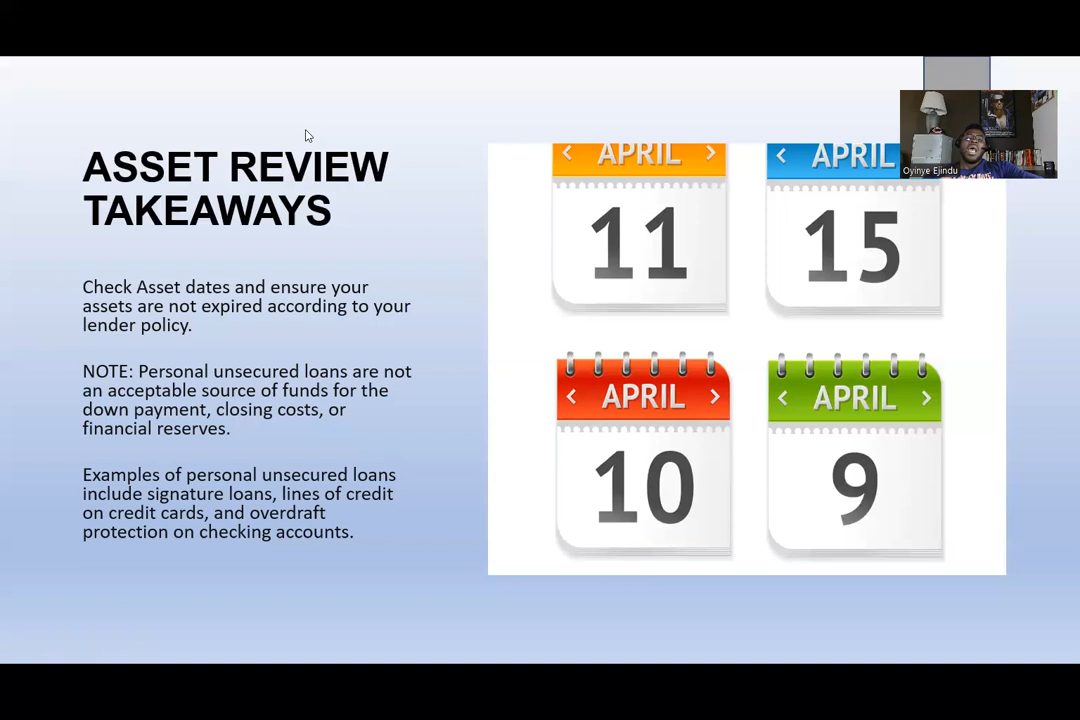 ASSET REVIEW
TAKEAWAYS
Check Asset dates and ensure your
assets are not expired according to your
lender policy.
NOTE: Personal unsecured loans are not
an acceptable source of funds for the
down payment, closing costs, or
financial reserves.
Examples of personal unsecured loans
include signature loans, lines of credit
on credit cards, and overdraft
protection on checking accounts.
APRIL
11
APRIL
15
APRIL
10
APRIL
9
Oyinye Ejindu